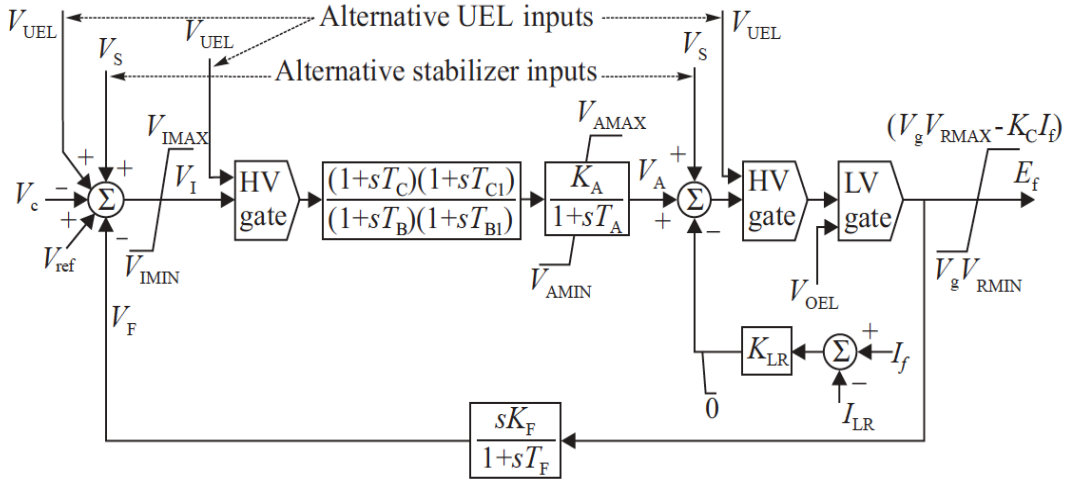 V_UEL
Alternative UEL inputs
V_UEL
V_UEL
V_S
V_S
Alternative stabilizer inputs
V_IMAX
V_AMAX
(V_g V_RMAX - K_C I_f)
+
+
V_I
HV gate
(1+sT_C)(1+sT_C1)
(1+sT_B)(1+sT_B1)
K_A
1+sT_A
V_A
+
HV gate
LV gate
E_f
V_c
−
Σ
+
Σ
+
−
−
V_ref
V_IMIN
V_AMIN
V_OEL
V_g V_RMIN
V_F
K_LR
Σ
+
I_f
−
0
I_LR
sK_F
1+sT_F